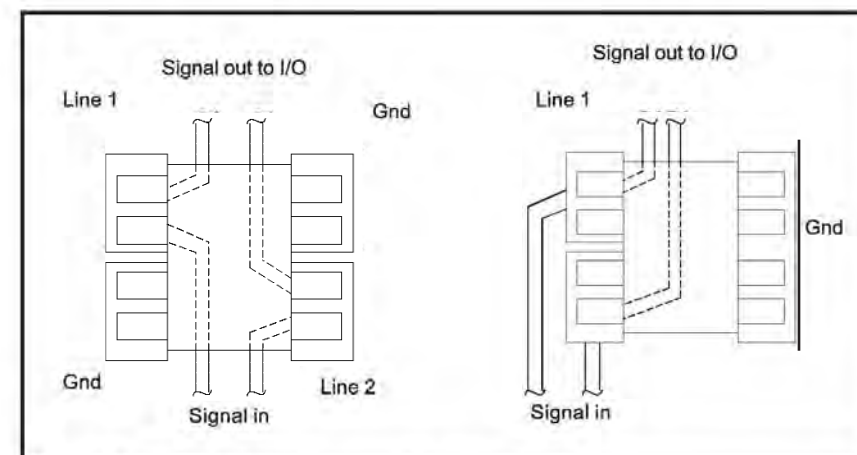 Signal out to I/O
Line 1
Gnd
Gnd
Line 2
Signal in
Signal out to I/O
Line 1
Gnd
Signal in